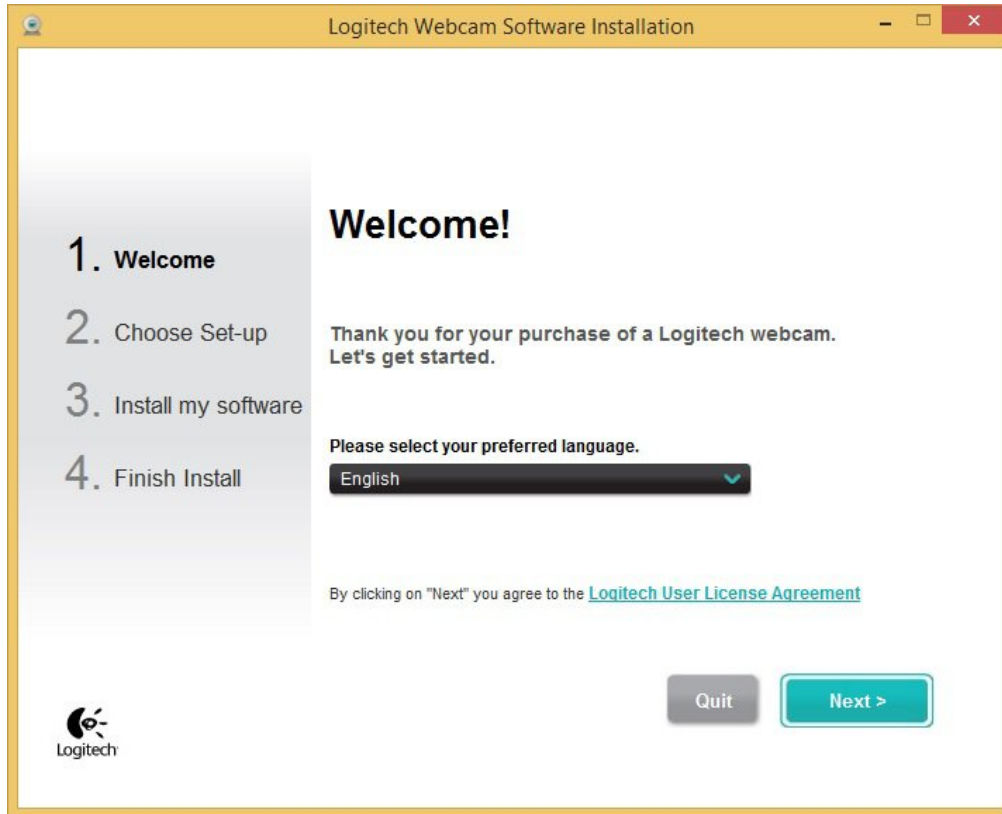 Logitech Webcam Software Installation
1. Welcome
2. Choose Set-up
3. Install my software
4. Finish Install
Welcome!
Thank you for your purchase of a Logitech webcam.
Let's get started.
Please select your preferred language.
English
By clicking on "Next" you agree to the Logitech User License Agreement
Quit
Next >
Logitech